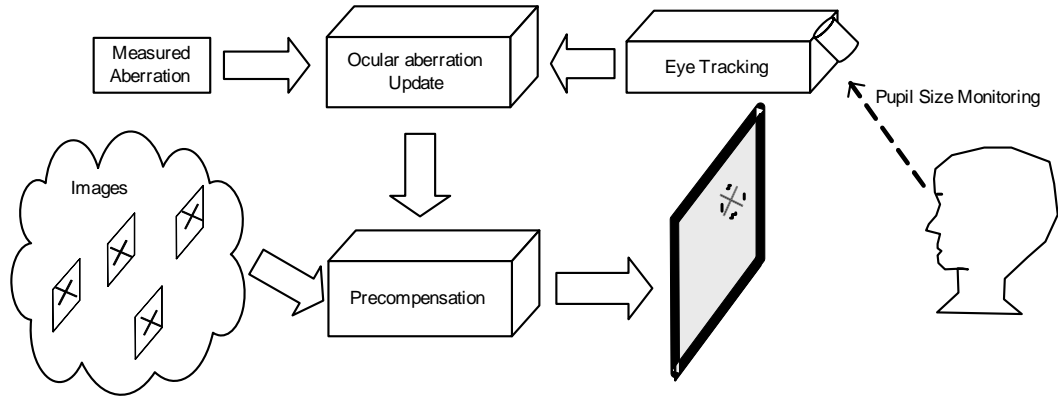 Measured
Aberration
Ocular aberration
Update
Eye Tracking
Pupil Size Monitoring
Images
Precompensation